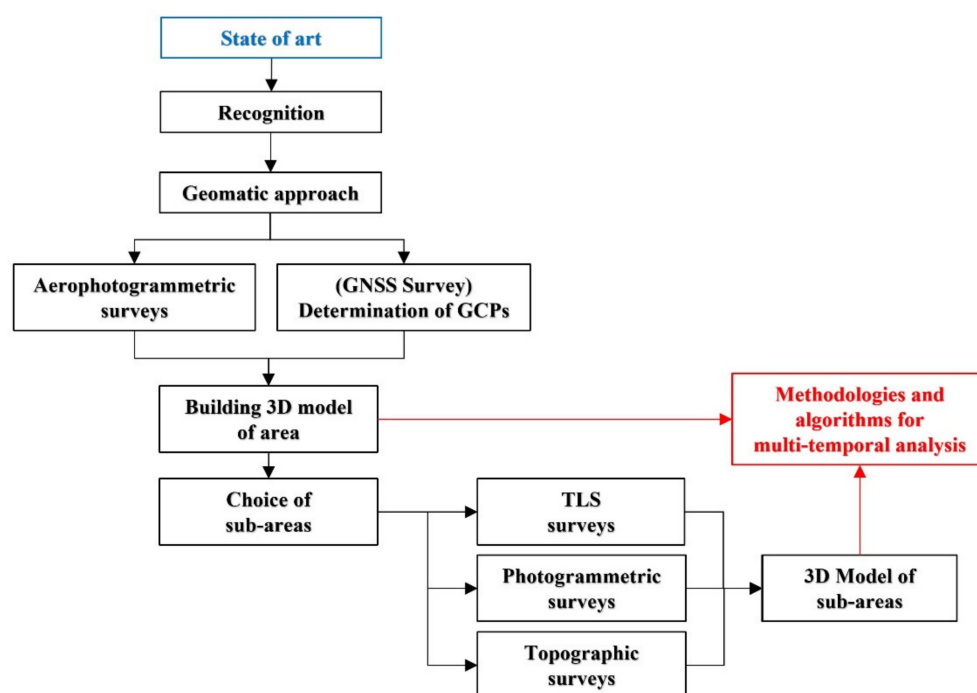 State of art
Recognition
Geomatic approach
Aerophotogrammetric
surveys
(GNSS Survey)
Determination of GCPs
Building 3D model
of area
Methodologies and
algorithms for
multi-temporal analysis
Choice of
sub-areas
TLS
surveys
Photogrammetric
surveys
3D Model of
sub-areas
Topographic
surveys